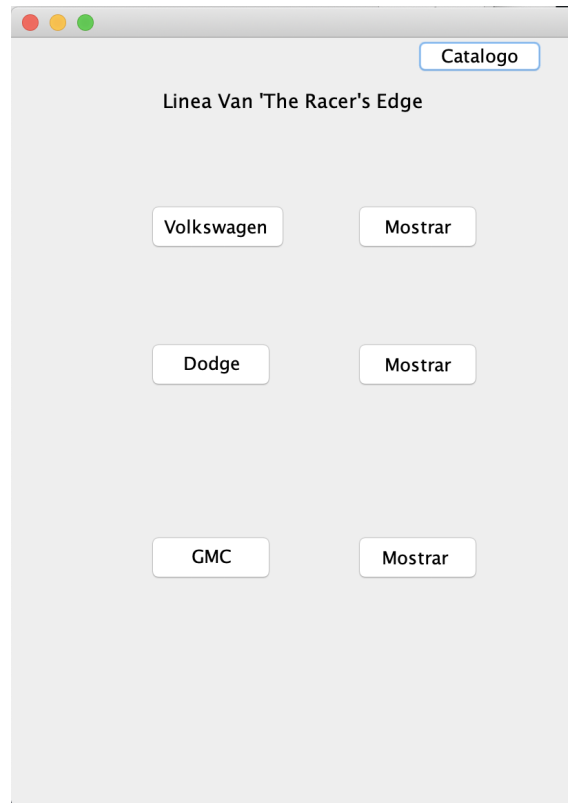 Catalogo
Linea Van 'The Racer's Edge
Volkswagen Mostrar
Dodge Mostrar
GMC Mostrar